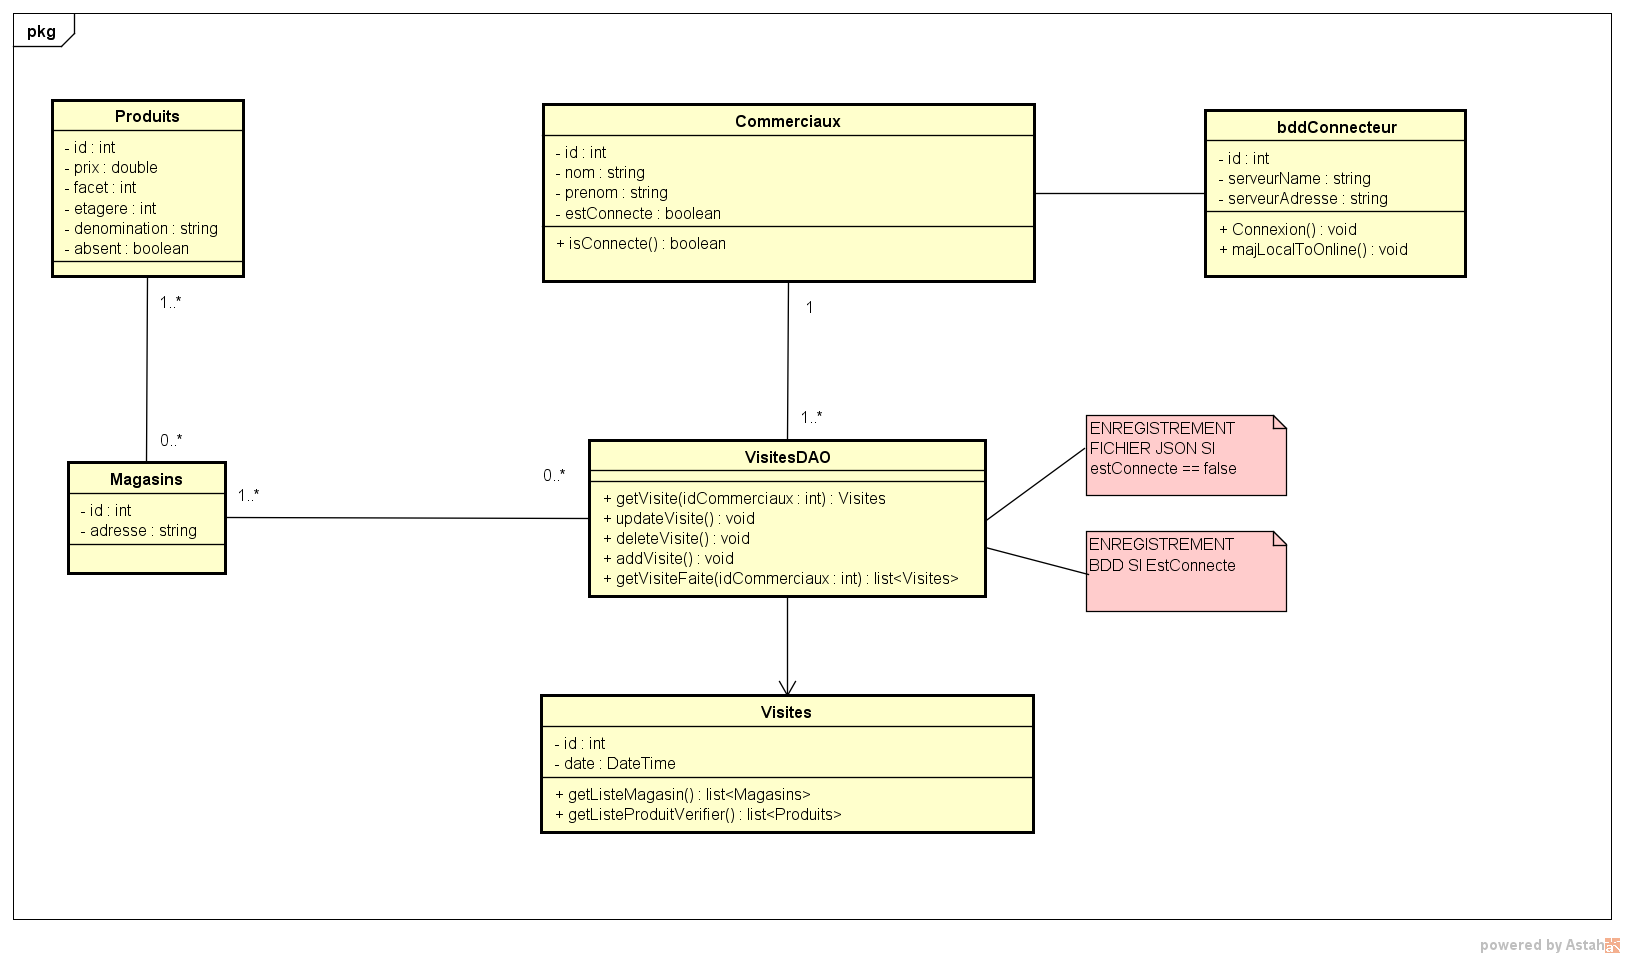 pkg
Produits
- id : int
- prix : double
- facet : int
- etagere : int
- denomination : string
- absent : boolean
Commerciaux
- id : int
- nom : string
- prenom : string
- estConnecte : boolean
+ isConnecte() : boolean
bddConnecteur
- id : int
- serveurName : string
- serveurAdresse : string
+ Connexion() : void
+ majLocalToOnline() : void
1..*
0..*
1
1..*
Magasins
- id : int
- adresse : string
1..*
0..*
VisitesDAO
+ getVisite(idCommerciaux : int) : Visites
+ updateVisite() : void
+ deleteVisite() : void
+ addVisite() : void
+ getVisiteFaite(idCommerciaux : int) : list<Visites>
ENREGISTREMENT
FICHIER JSON SI
estConnecte == false
ENREGISTREMENT
BDD SI EstConnecte
Visites
- id : int
- date : DateTime
+ getListeMagasin() : list<Magasins>
+ getListeProduitVerifier() : list<Produits>
powered by Astah